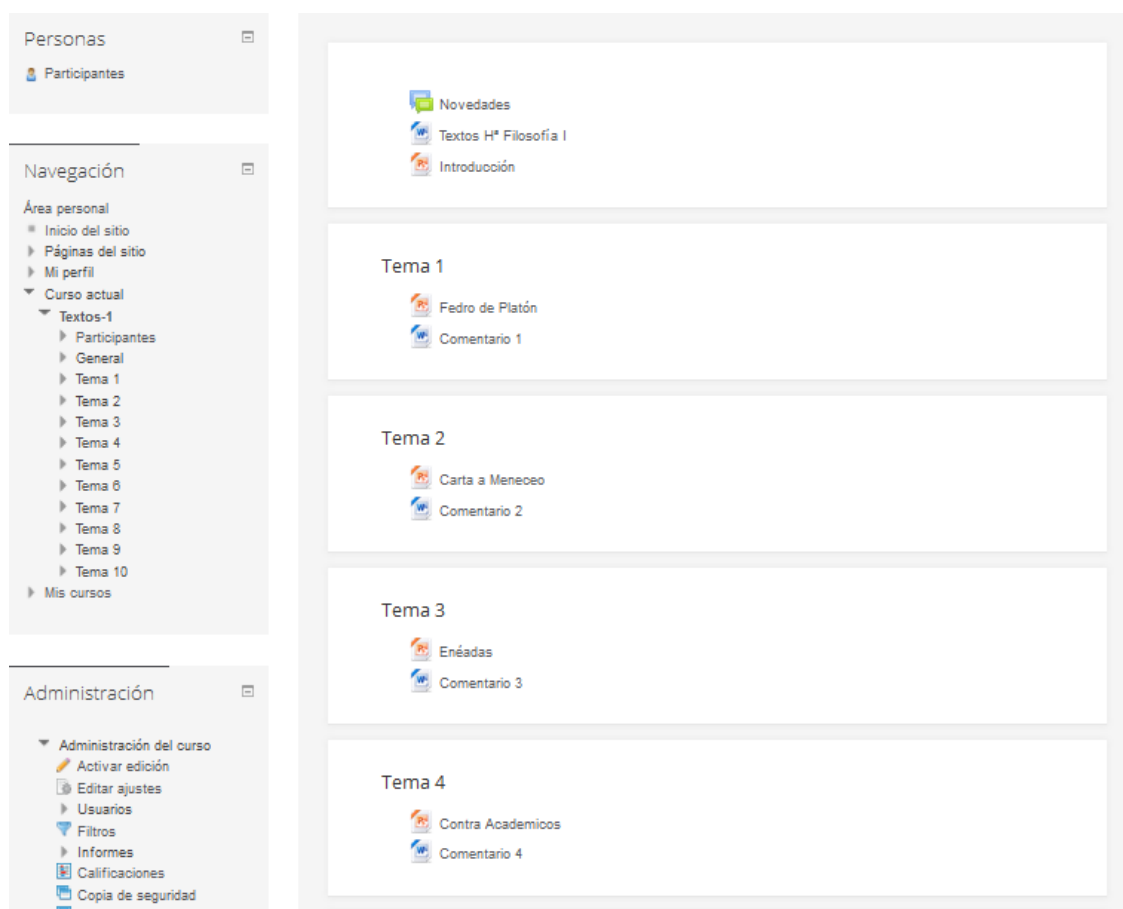 Personas
Participantes
Navegación
Área personal
Inicio del sitio
Páginas del sitio
Mi perfil
Curso actual
Textos-1
Participantes
General
Tema 1
Tema 2
Tema 3
Tema 4
Tema 5
Tema 6
Tema 7
Tema 8
Tema 9
Tema 10
Mis cursos
Administración
Administración del curso
Activar edición
Editar ajustes
Usuarios
Filtros
Informes
Calificaciones
Copia de seguridad
Novedades
Textos Hª Filosofía I
Introducción
Tema 1
Fedro de Platón
Comentario 1
Tema 2
Carta a Meneceo
Comentario 2
Tema 3
Enéadas
Comentario 3
Tema 4
Contra Academicos
Comentario 4